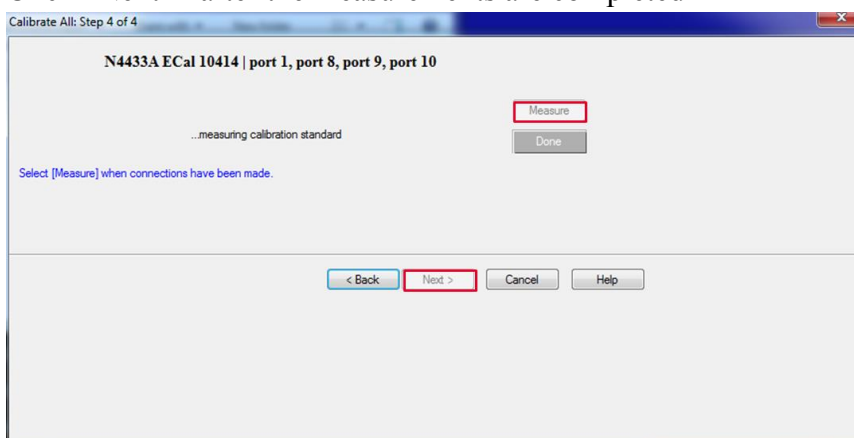 Calibrate All: Step 4 of 4
N4433A ECal 10414 | port 1, port 8, port 9, port 10
Measure
...measuring calibration standard
Done
Select [Measure] when connections have been made.
< Back
Next >
Cancel
Help